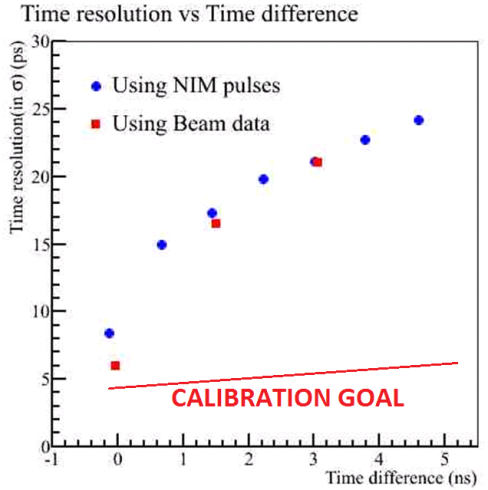 Time resolution vs Time difference
Time resolution(in σ) (ps)
30
Using NIM pulses
25
Using Beam data
20
15
10
5
CALIBRATION GOAL
0
-1 0 1 2 3 4 5
Time difference (ns)